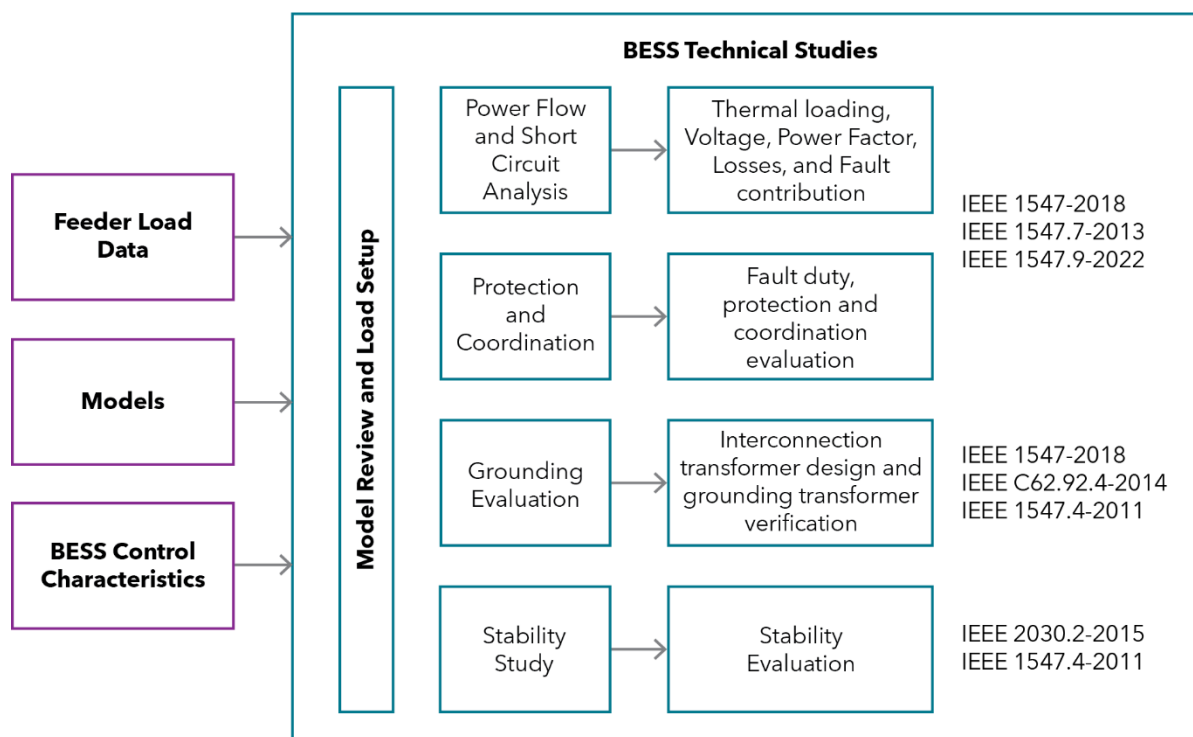 BESS Technical Studies
Feeder Load
Data
Models
BESS Control
Characteristics
Model Review and Load Setup
Power Flow
and Short
Circuit
Analysis
Thermal loading,
Voltage, Power Factor,
Losses, and Fault
contribution
IEEE 1547-2018
IEEE 1547.7-2013
IEEE 1547.9-2022
Protection
and
Coordination
Fault duty,
protection and
coordination
evaluation
Grounding
Evaluation
Interconnection
transformer design and
grounding transformer
verification
IEEE 1547-2018
IEEE C62.92.4-2014
IEEE 1547.4-2011
Stability
Study
Stability
Evaluation
IEEE 2030.2-2015
IEEE 1547.4-2011